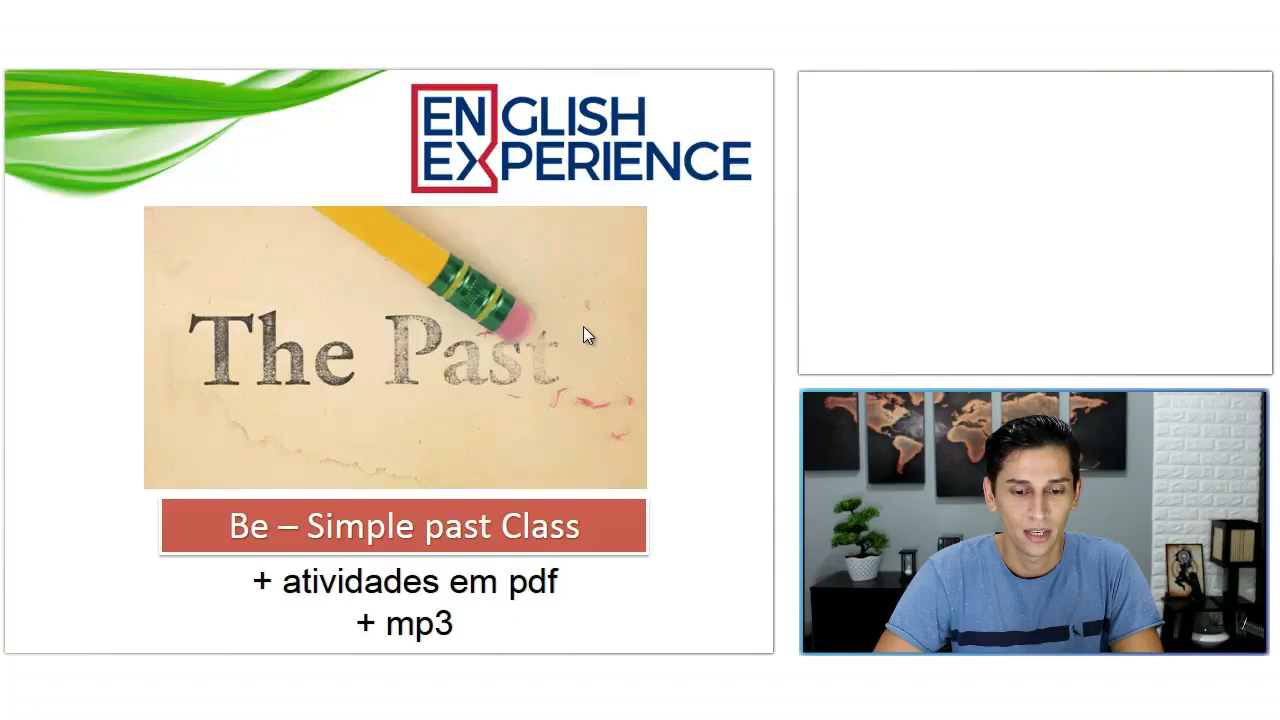 ENGLISH
EXPERIENCE
The Past
Be – Simple past Class
+ atividades em pdf
+ mp3